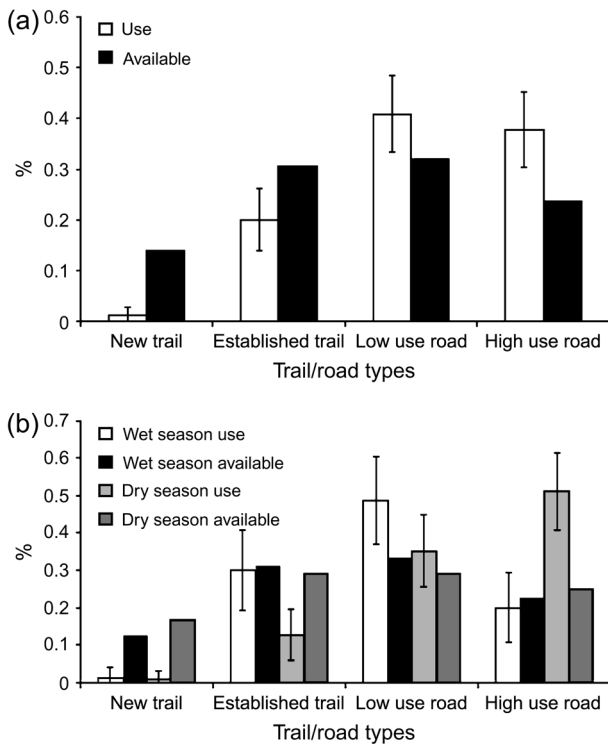 (a)
0.6
0.5
0.4
0.3
0.2
0.1
0
%
Use
Available
New trail Established trail Low use road High use road
Trail/road types
(b)
0.7
0.6
0.5
0.4
0.3
0.2
0.1
0
%
Wet season use
Wet season available
Dry season use
Dry season available
New trail Established trail Low use road High use road
Trail/road types